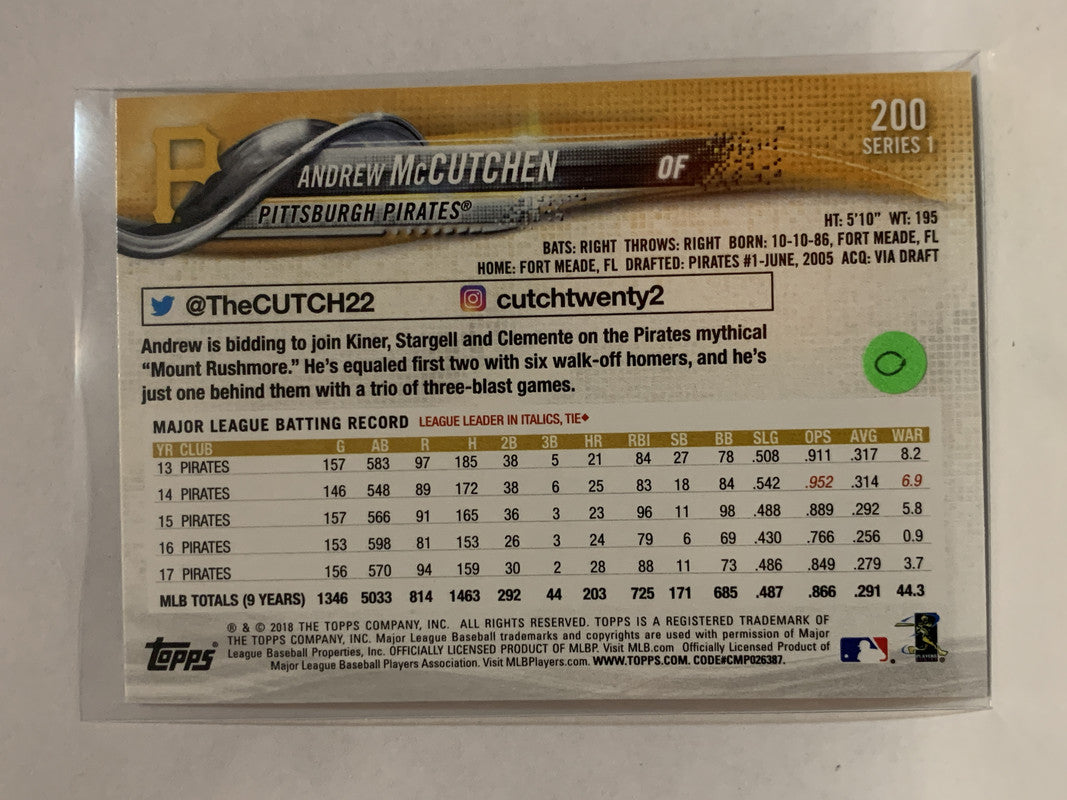 P
200
SERIES 1
ANDREW McCUTCHEN OF
PITTSBURGH PIRATES®
HT: 5'10" WT: 195
BATS: RIGHT THROWS: RIGHT BORN: 10-10-86, FORT MEADE, FL
HOME: FORT MEADE, FL DRAFTED: PIRATES #1-JUNE, 2005 ACQ: VIA DRAFT
@TheCUTCH22 cutchtwenty2
Andrew is bidding to join Kiner, Stargell and Clemente on the Pirates mythical
“Mount Rushmore.” He’s equaled first two with six walk-off homers, and he’s
just one behind them with a trio of three-blast games.
MAJOR LEAGUE BATTING RECORD LEAGUE LEADER IN ITALICS, TIE◆
YR CLUB G AB R H 2B 3B HR RBI SB BB SLG OPS AVG WAR
13 PIRATES 157 583 97 185 38 5 21 84 27 78 .508 .911 .317 8.2
14 PIRATES 146 548 89 172 38 6 25 83 18 84 .542 .952 .314 6.9
15 PIRATES 157 566 91 165 36 3 23 96 11 98 .488 .889 .292 5.8
16 PIRATES 153 598 81 153 26 3 24 79 6 69 .430 .766 .256 0.9
17 PIRATES 156 570 94 159 30 2 28 88 11 73 .486 .849 .279 3.7
MLB TOTALS (9 YEARS) 1346 5033 814 1463 292 44 203 725 171 685 .487 .866 .291 44.3
® & © 2018 THE TOPPS COMPANY, INC. ALL RIGHTS RESERVED. TOPPS IS A REGISTERED TRADEMARK OF
THE TOPPS COMPANY, INC. Major League Baseball trademarks and copyrights are used with permission of Major
League Baseball Properties, Inc. OFFICIALLY LICENSED PRODUCT OF MLBP. Visit MLB.com Officially Licensed Product of
Major League Baseball Players Association. Visit MLBPlayers.com. WWW.TOPPS.COM. CODE#CMP026387.
TOPPS®
PLAYERS